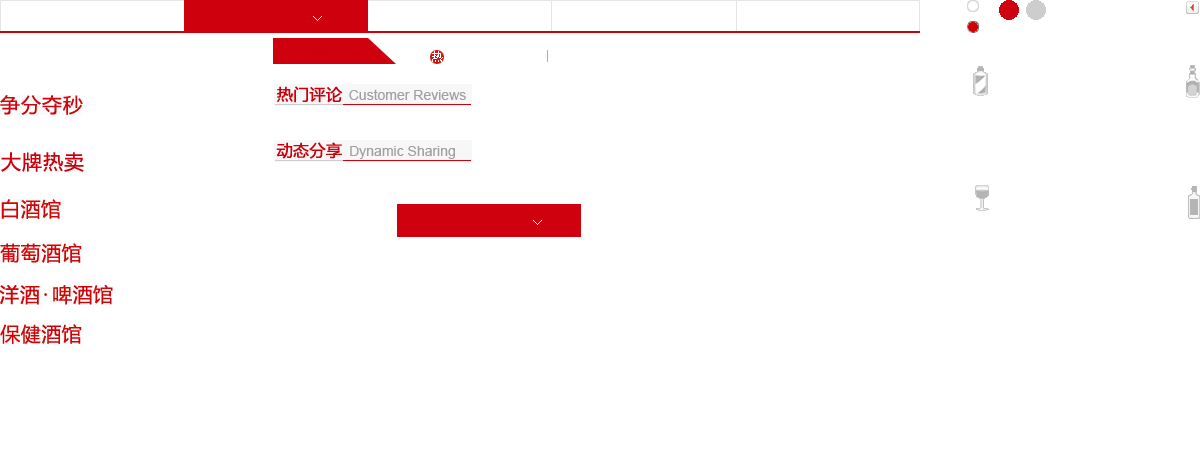 热
热门评论 Customer Reviews
争分夺秒
动态分享 Dynamic Sharing
大牌热卖
白酒馆
葡萄酒馆
洋酒·啤酒馆
保健酒馆